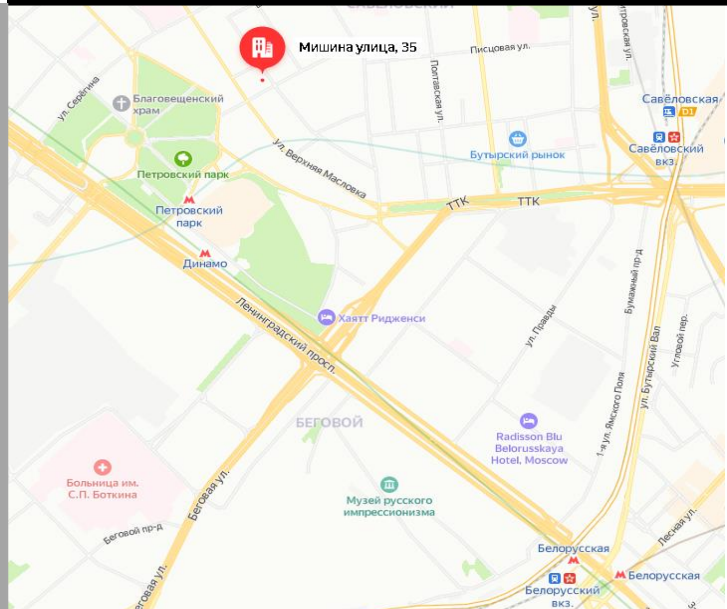 САВЁЛОВСКИЙ
Мишина улица, 35
Писцовая ул.
ул. Серёгина
Благовещенский
храм
Полтавская ул.
Савёловская
D1
Бутырский рынок
Савёловский
вкз.
ул. Верхняя Масловка
Петровский парк
Петровский
парк
ТТК
ТТК
Динамо
Бумажный пр-д
Ленинградский просп.
Хаятт Ридженси
ул. Правды
ул. Бутырский Вал
Угловой пер.
1-я ул. Ямского Поля
БЕГОВОЙ
Radisson Blu
Belorusskaya
Hotel, Moscow
Больница им.
С.П. Боткина
Беговая ул.
Музей русского
импрессионизма
Беговой пр-д
Лесная ул.
Белорусская
Белорусская
Белорусский
вкз.